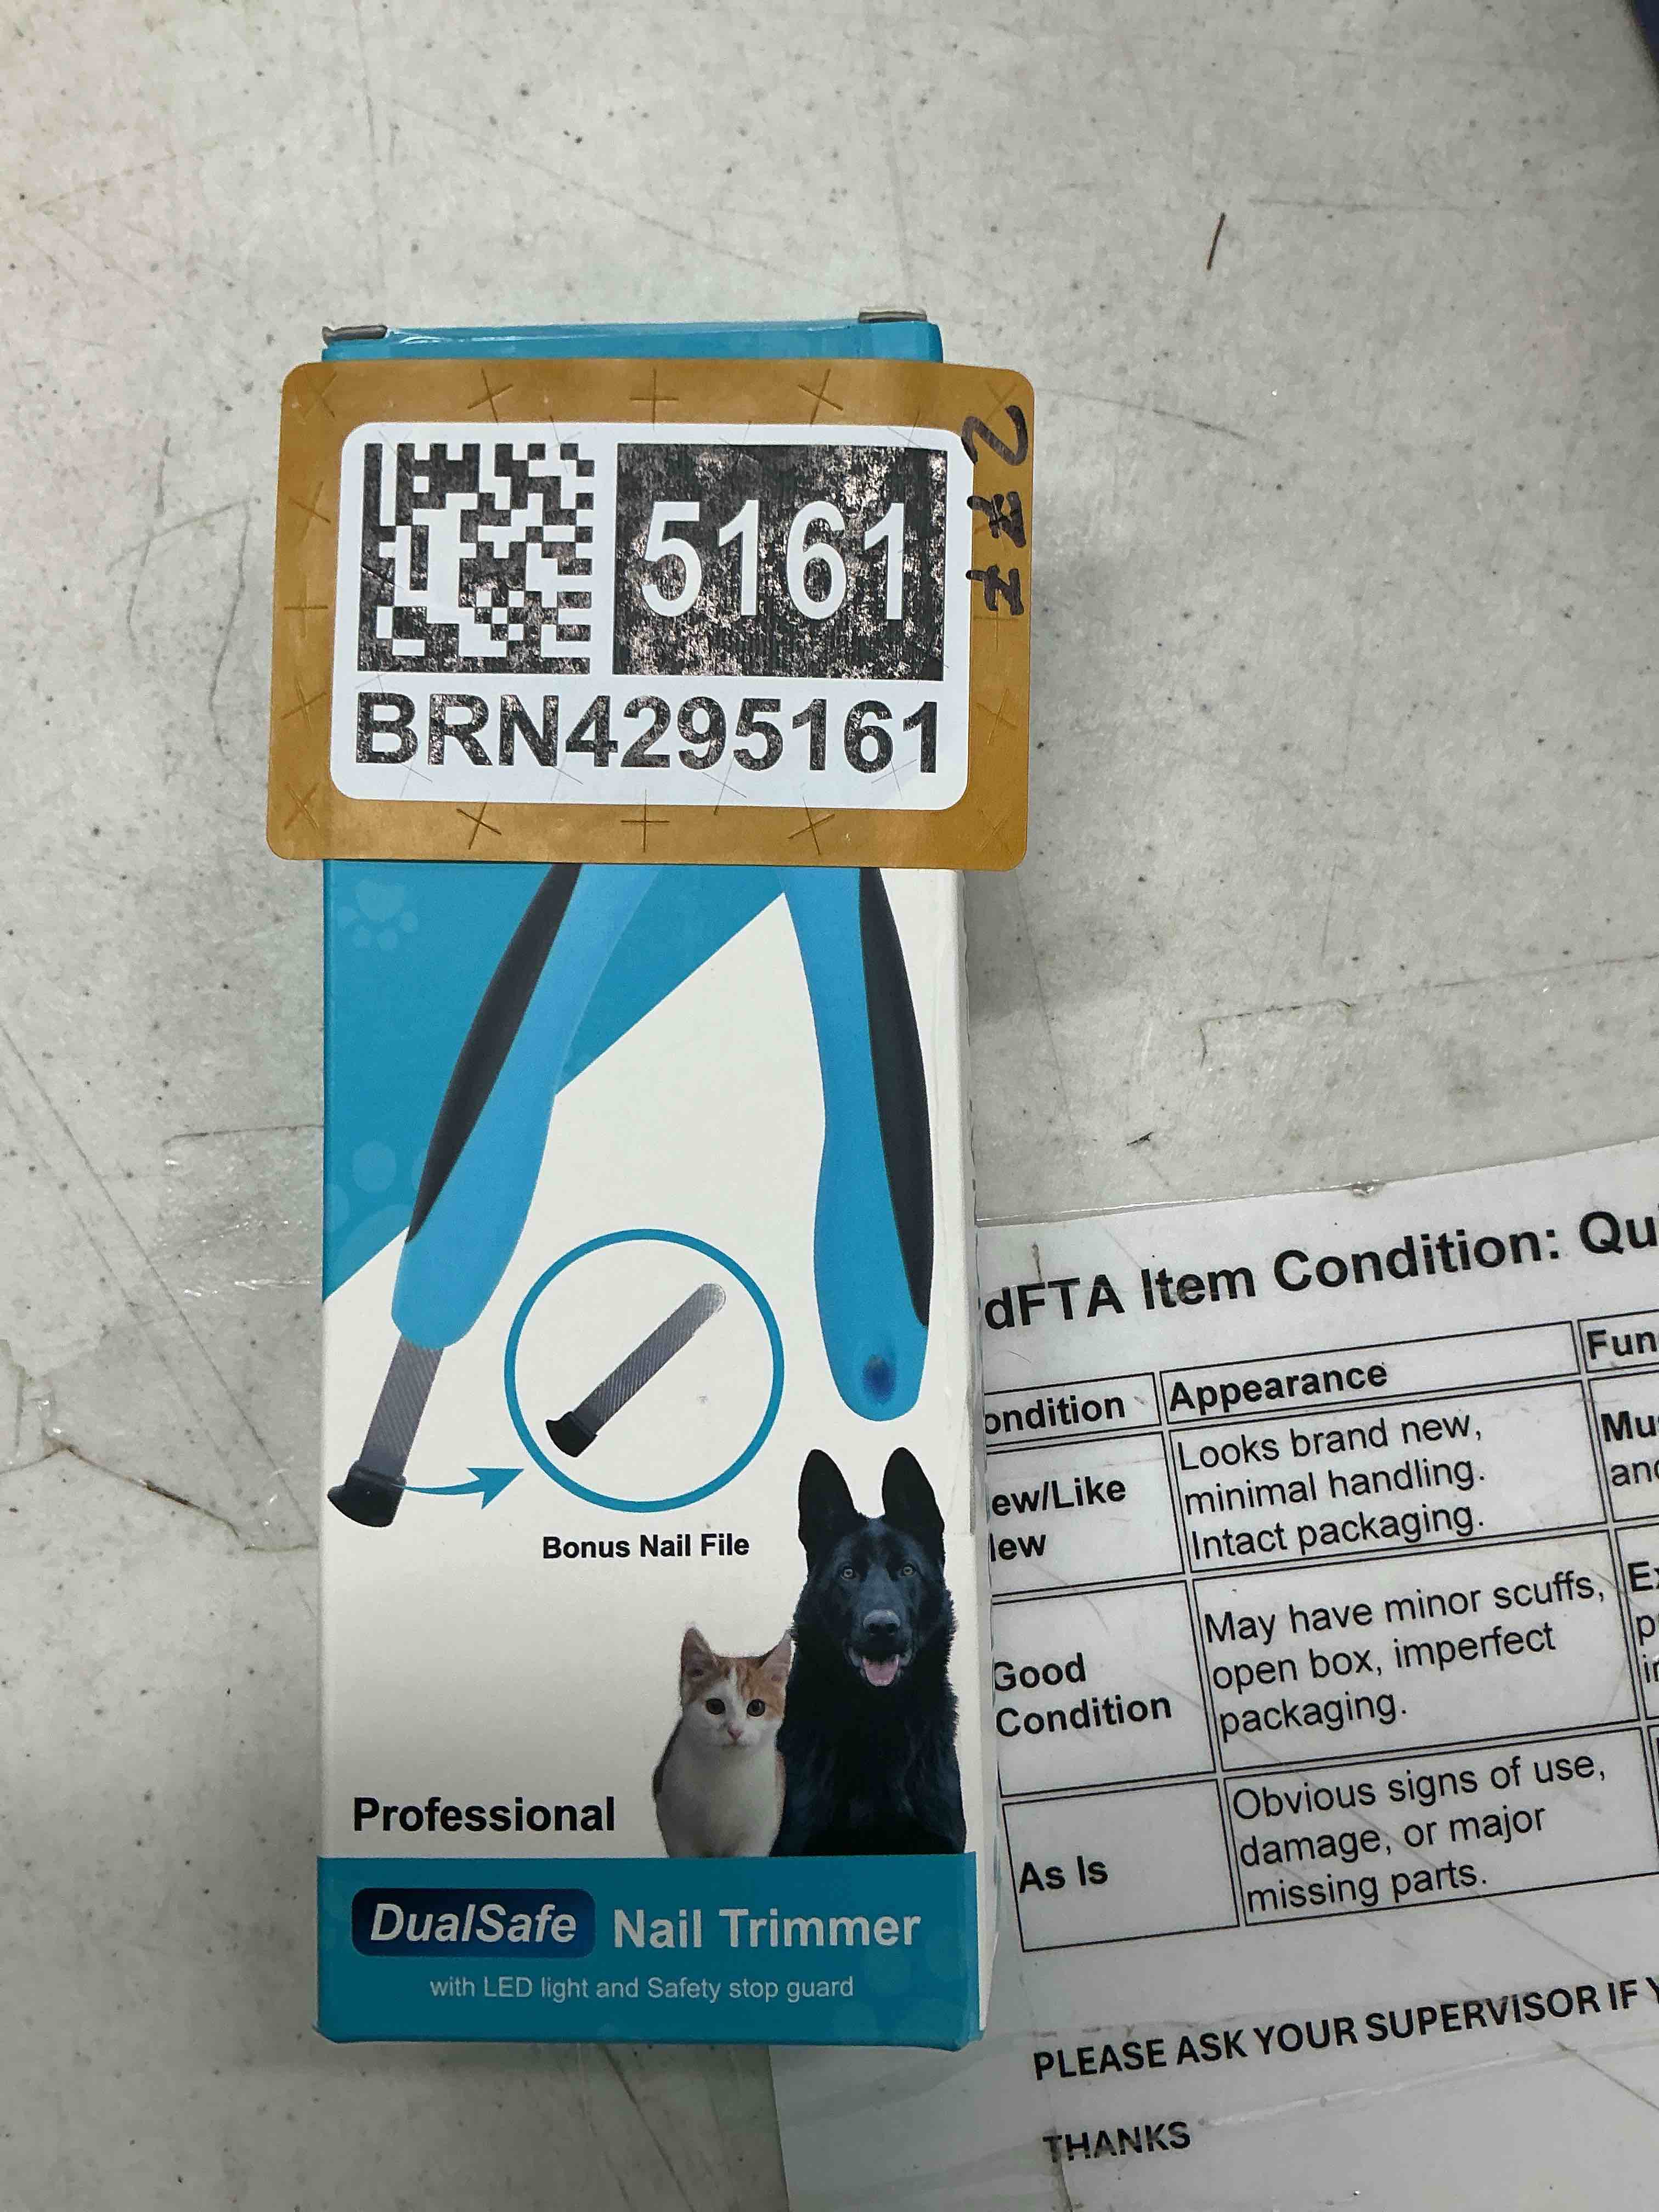 5161
BRN4295161
277
Bonus Nail File
Professional
DualSafe Nail Trimmer
with LED light and Safety stop guard
dFTA Item Condition: Qu
ondition Appearance Fun
ew/Like
lew
Looks brand new,
minimal handling.
Intact packaging.
Mu
and
Good
Condition
May have minor scuffs,
open box, imperfect
packaging.
As Is
Obvious signs of use,
damage, or major
missing parts.
PLEASE ASK YOUR SUPERVISOR IF
THANKS